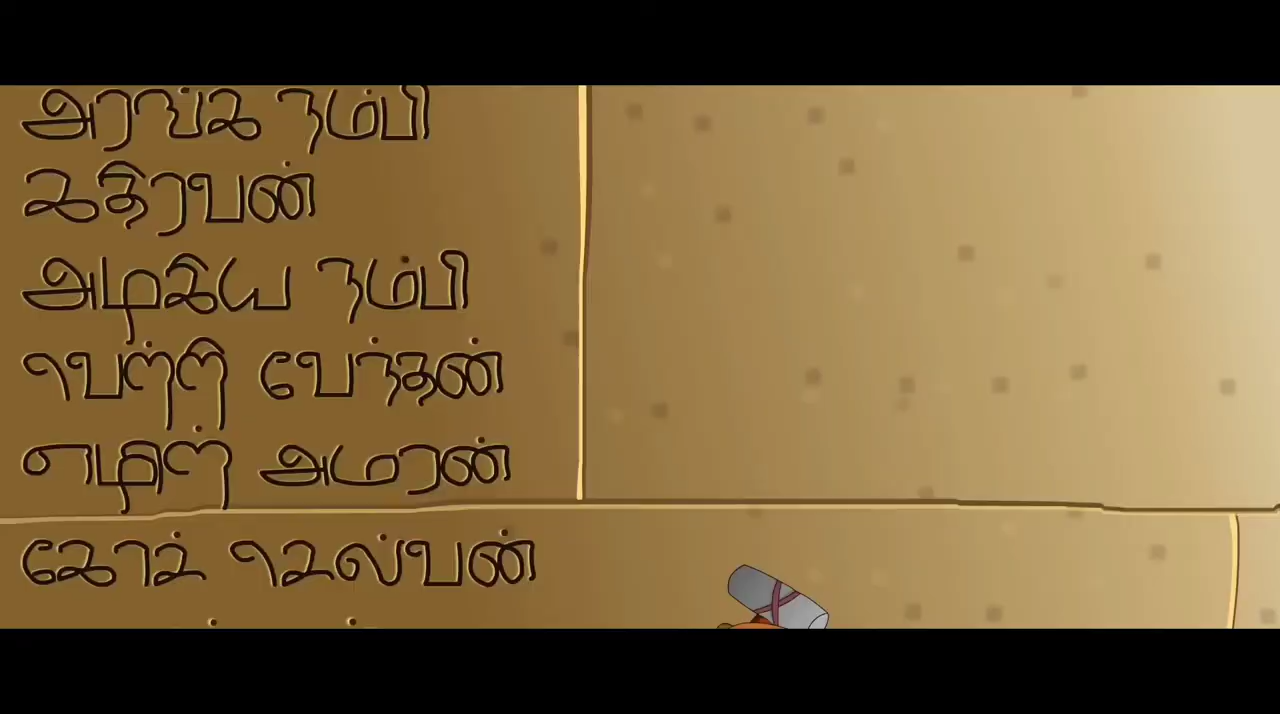 அரங்க நம்பி
கதிரவன்
அழகிய நம்பி
வெற்றி வேந்தன்
எழிற் அமரன்
கோக் கெல்வன்